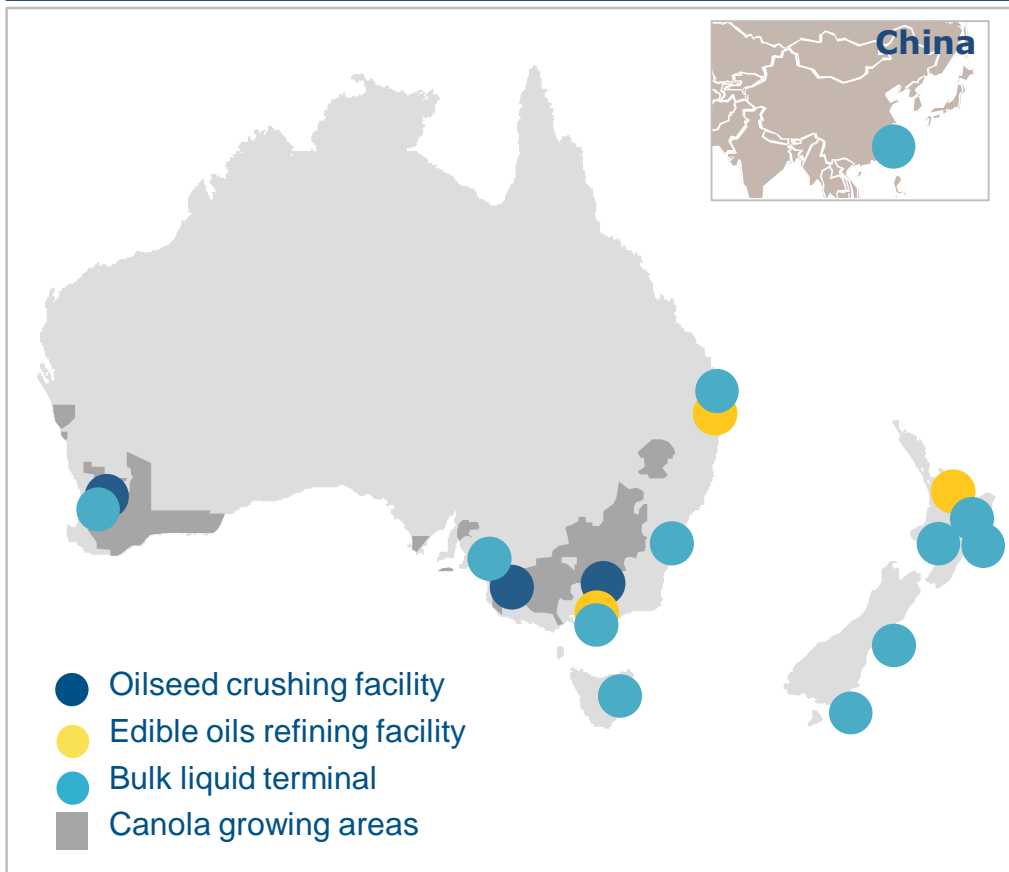 China
Oilseed crushing facility
Edible oils refining facility
Bulk liquid terminal
Canola growing areas